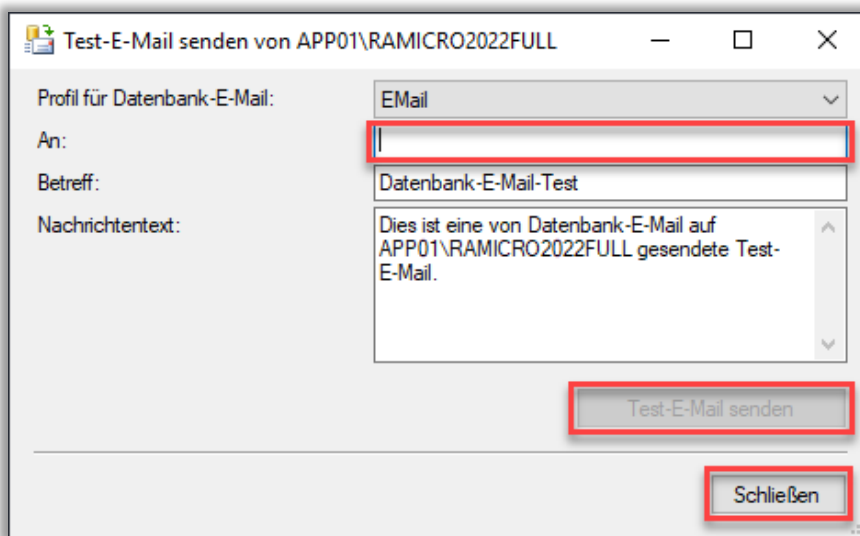 Test-E-Mail senden von APP01\RAMICRO2022FULL
Profil für Datenbank-E-Mail:
EMail
An:
Betreff:
Datenbank-E-Mail-Test
Nachrichtentext:
Dies ist eine von Datenbank-E-Mail auf
APP01\RAMICRO2022FULL gesendete Test-
E-Mail.
Test-E-Mail senden
Schließen